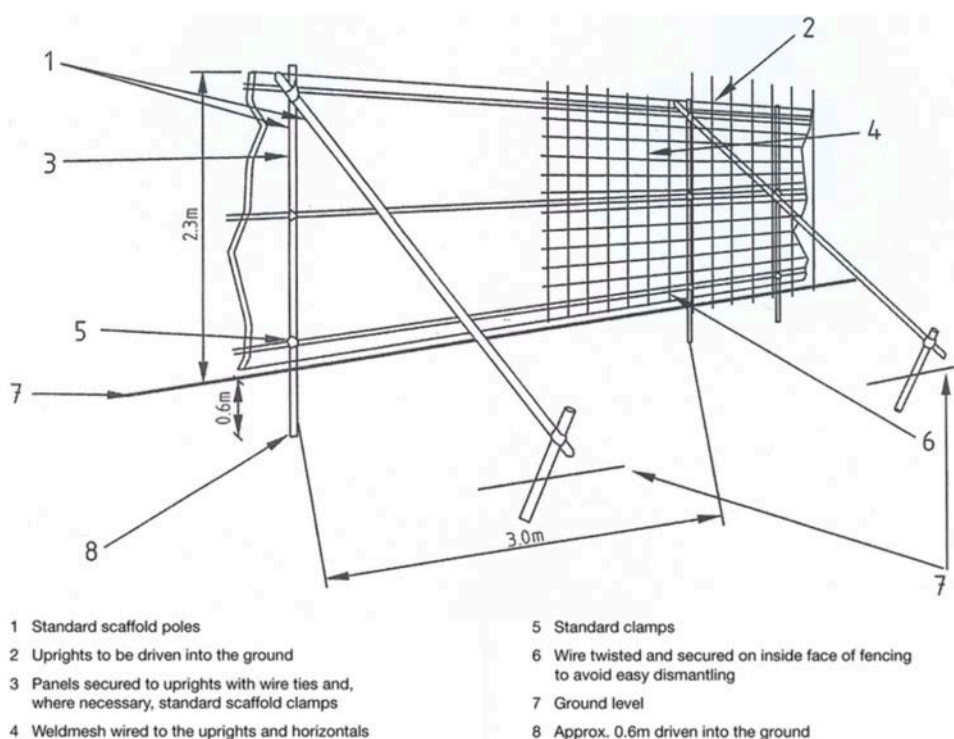 1
2
3
4
2.3m
5
7
0.6m
6
8
3.0m
7
1 Standard scaffold poles
2 Uprights to be driven into the ground
3 Panels secured to uprights with wire ties and,
where necessary, standard scaffold clamps
4 Weldmesh wired to the uprights and horizontals
5 Standard clamps
6 Wire twisted and secured on inside face of fencing
to avoid easy dismantling
7 Ground level
8 Approx. 0.6m driven into the ground